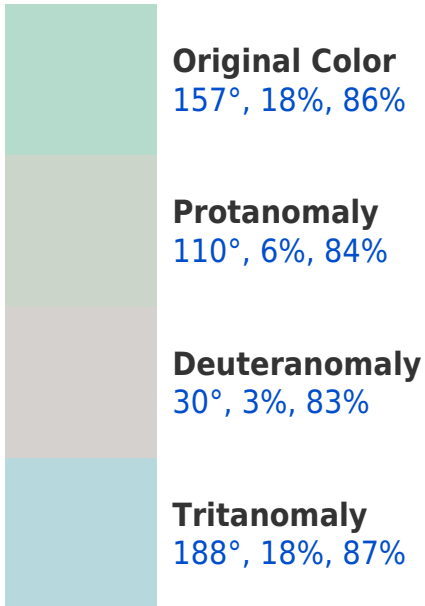 Original Color
157°, 18%, 86%
Protanomaly
110°, 6%, 84%
Deuteranomaly
30°, 3%, 83%
Tritanomaly
188°, 18%, 87%